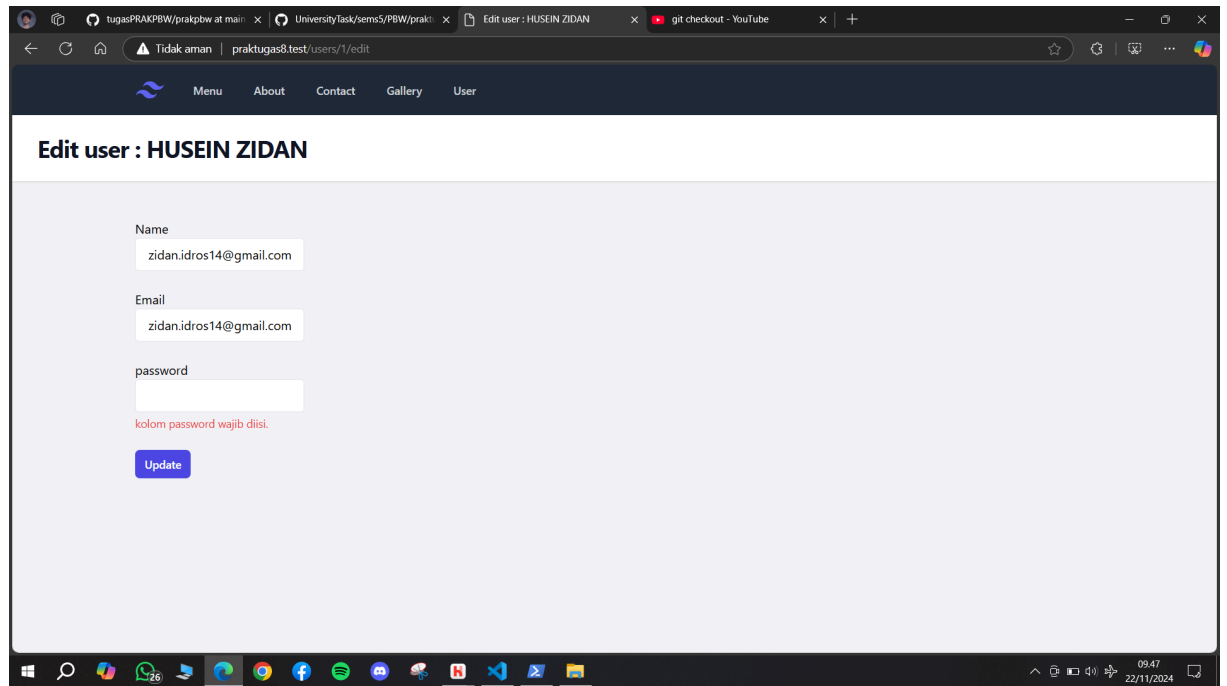 tugasPRAKPBW/prakpbw at main
UniversityTask/sems5/PBW/praktu
Edit user : HUSEIN ZIDAN
git checkout - YouTube
Tidak aman
praktugas8.test/users/1/edit
Menu
About
Contact
Gallery
User
Edit user : HUSEIN ZIDAN
Name
zidan.idros14@gmail.com
Email
zidan.idros14@gmail.com
password
kolom password wajib diisi.
Update
26
09.47
22/11/2024